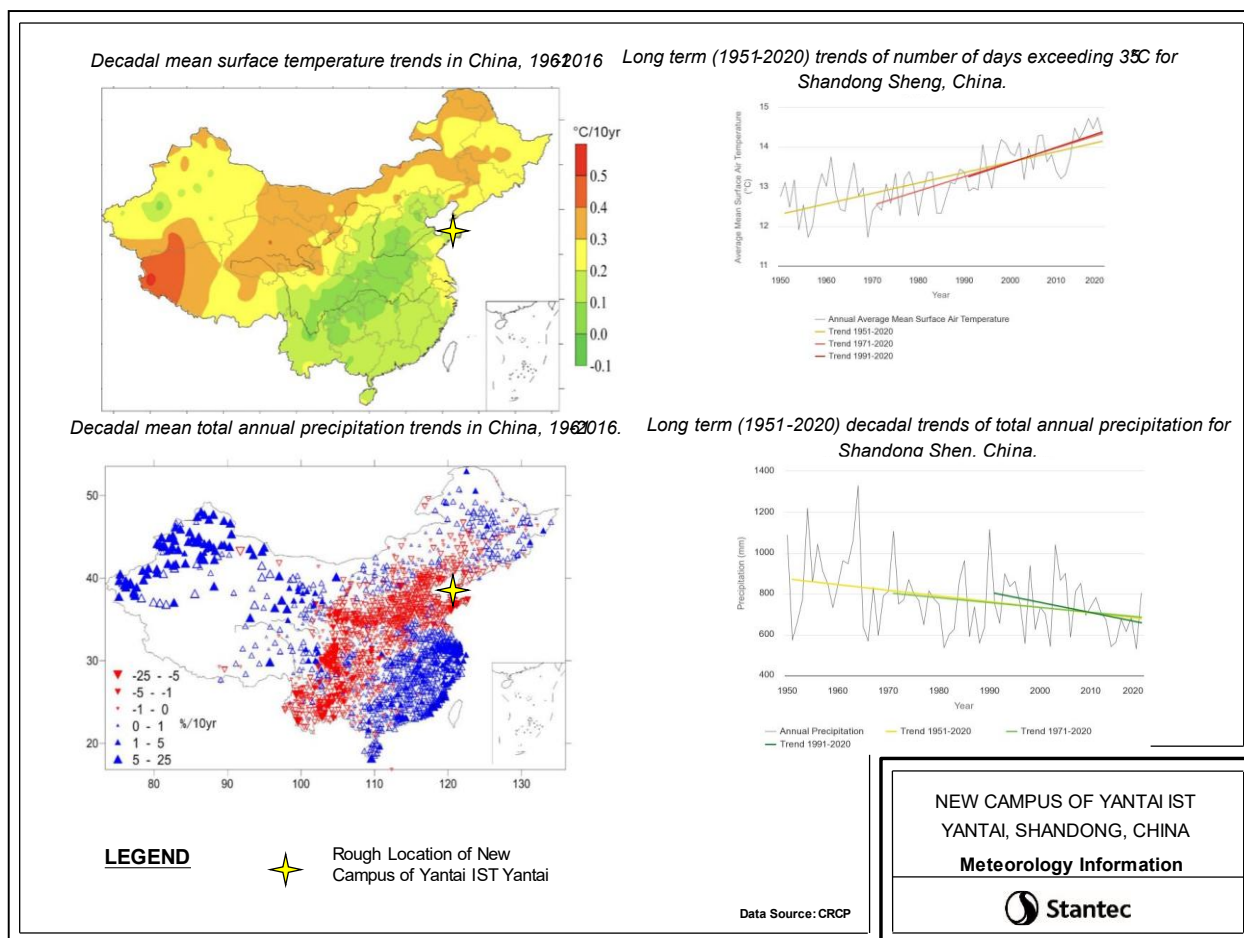 Decadal mean surface temperature trends in China, 1961-2016
Long term (1951-2020) trends of number of days exceeding 35°C for
Shandong Sheng, China.
°C/10yr
0.5
0.4
0.3
0.2
0.1
0.0
-0.1
15
14
13
12
11
Average Mean Surface Air Temperature
(°C)
1950
1960
1970
1980
1990
2000
2010
2020
Year
Annual Average Mean Surface Air Temperature
Trend 1951-2020
Trend 1971-2020
Trend 1991-2020
Decadal mean total annual precipitation trends in China, 1961-2016.
Long term (1951-2020) decadal trends of total annual precipitation for
Shandong Shen. China.
50
40
30
20
-25 - -5
-5 - -1
-1 - 0
0 - 1
1 - 5
5 - 25
%/10yr
80
90
100
110
120
130
1400
1200
1000
800
600
400
Precipitation (mm)
1950
1960
1970
1980
1990
2000
2010
2020
Year
Annual Precipitation
Trend 1951-2020
Trend 1971-2020
Trend 1991-2020
LEGEND
Rough Location of New
Campus of Yantai IST Yantai
Data Source: CRCP
NEW CAMPUS OF YANTAI IST
YANTAI, SHANDONG, CHINA
Meteorology Information
Stantec